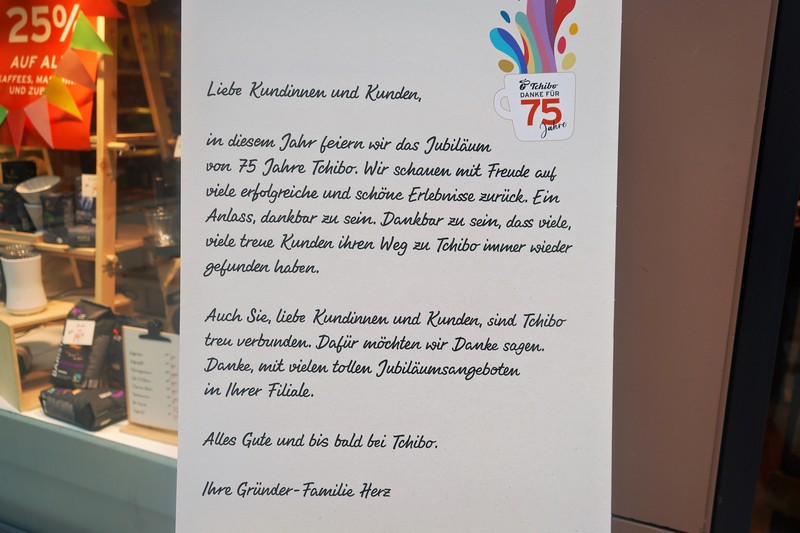 25%
AUF AL
KAFFEES, MAS
UND ZUB
Tchibo
DANKE FÜR
75
Jahre
Liebe Kundinnen und Kunden,
in diesem Jahr feiern wir das Jubiläum
von 75 Jahre Tchibo. Wir schauen mit Freude auf
viele erfolgreiche und schöne Erlebnisse zurück. Ein
Anlass, dankbar zu sein. Dankbar zu sein, dass viele,
viele treue Kunden ihren Weg zu Tchibo immer wieder
gefunden haben.
Auch Sie, liebe Kundinnen und Kunden, sind Tchibo
treu verbunden. Dafür möchten wir Danke sagen.
Danke, mit vielen tollen Jubiläumsangeboten
in Ihrer Filiale.
Alles Gute und bis bald bei Tchibo.
Ihre Gründer-Familie Herz